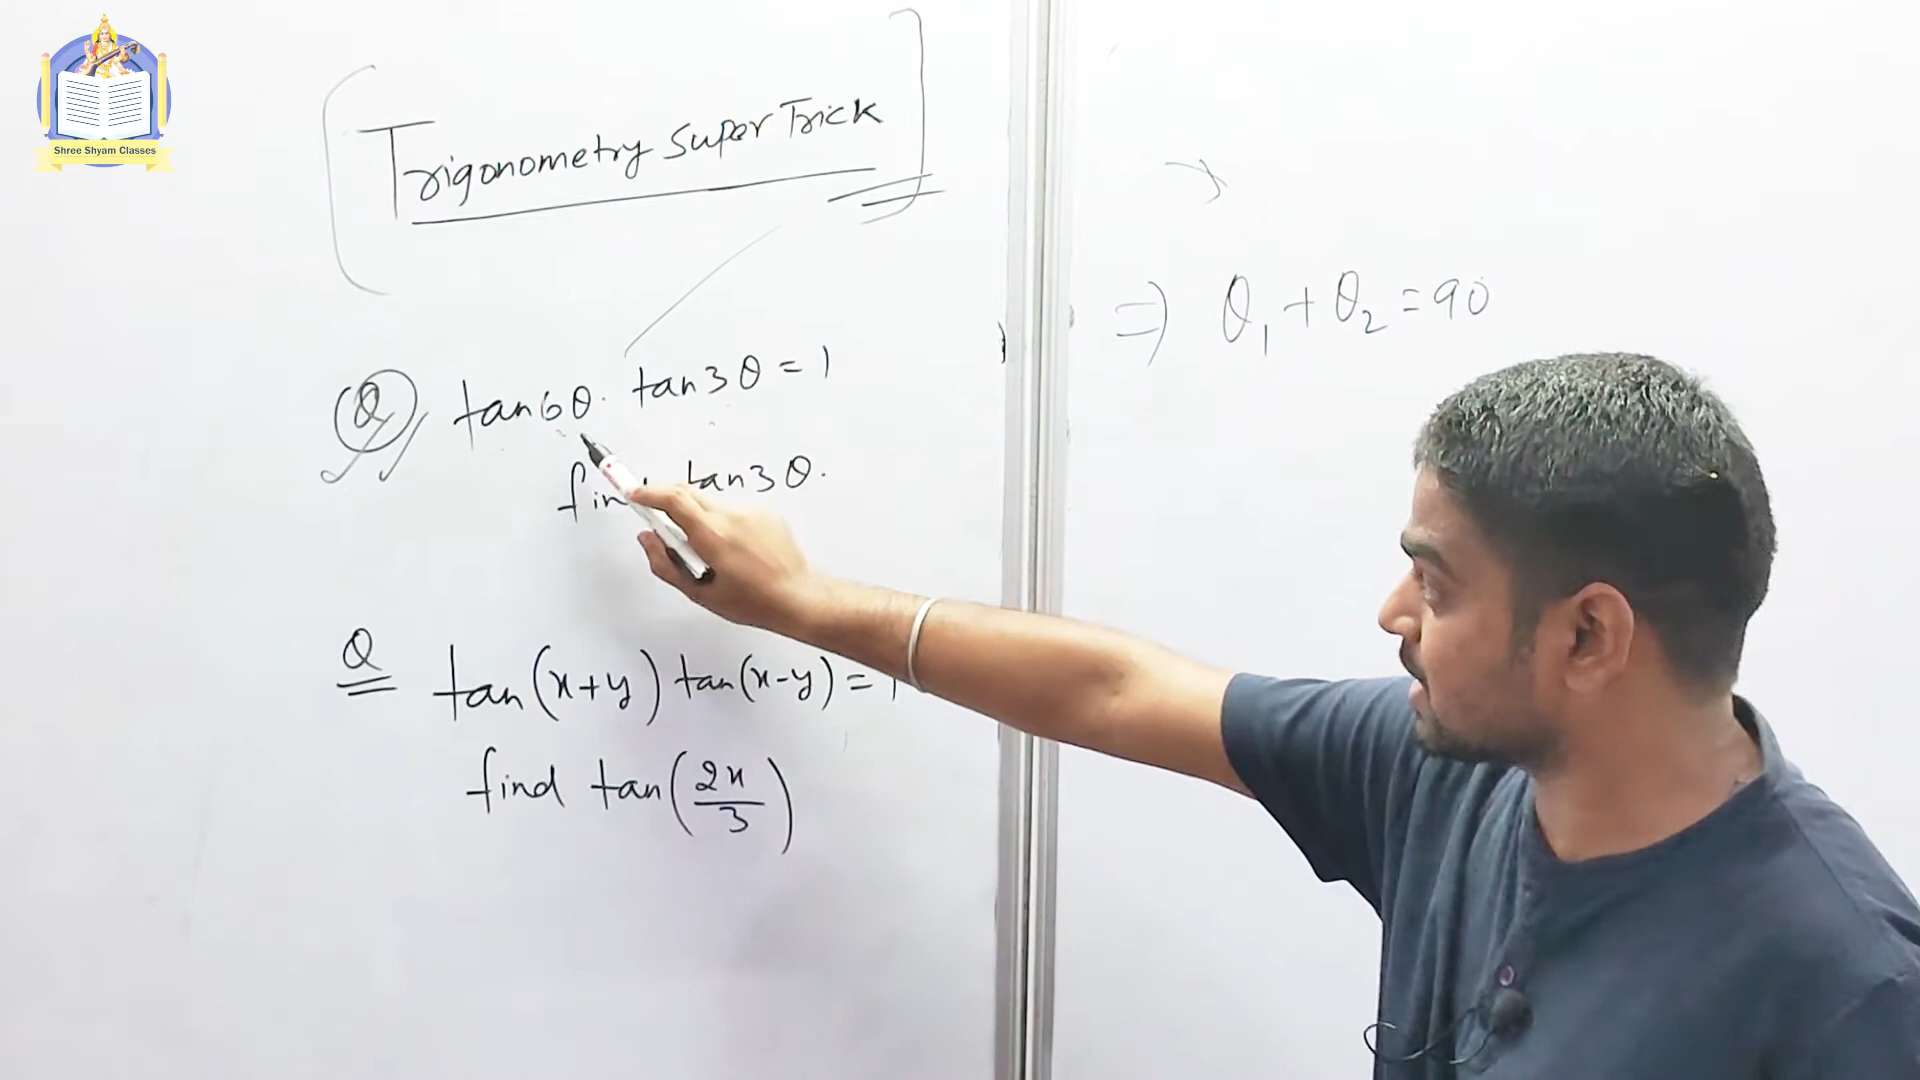 Shree Shyam Classes
Trigonometry Super Trick
Q tan6θ. tan3θ = 1
find tan3θ.
Q tan(x+y) tan(x-y) = 1
find tan(2x/3)
⇒ θ₁ + θ₂ = 90